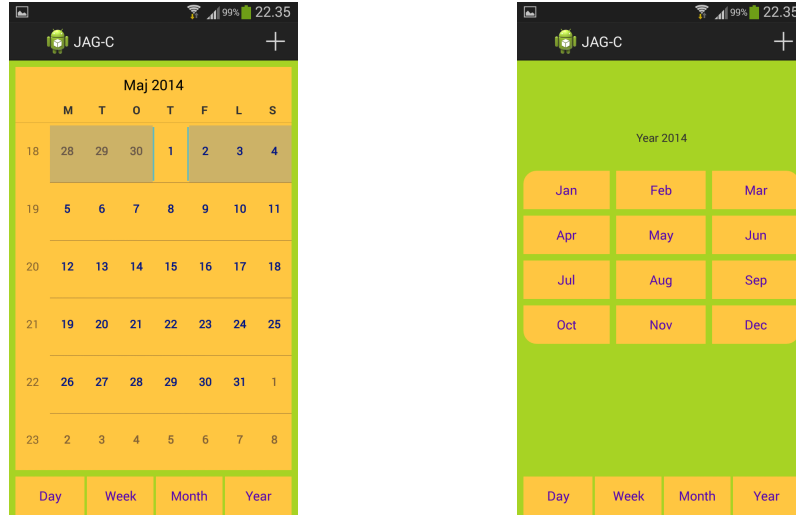 99% 22.35
JAG-C
Maj 2014
M T O T F L S
18 28 29 30 1 2 3 4
19 5 6 7 8 9 10 11
20 12 13 14 15 16 17 18
21 19 20 21 22 23 24 25
22 26 27 28 29 30 31 1
23 2 3 4 5 6 7 8
Day Week Month Year
99% 22.35
JAG-C
Year 2014
Jan Feb Mar
Apr May Jun
Jul Aug Sep
Oct Nov Dec
Day Week Month Year